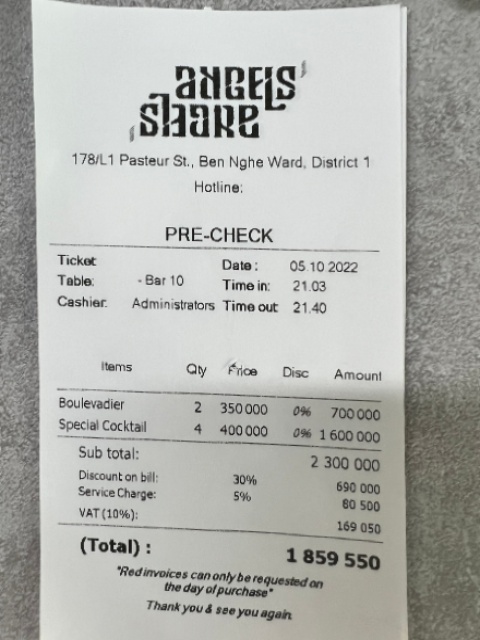 ANGELS'
SHARE
178/L1 Pasteur St., Ben Nghe Ward, District 1
Hotline:
PRE-CHECK
Ticket Date : 05.10.2022
Table: - Bar 10 Time in: 21.03
Cashier: Administrators Time out: 21.40
Items Qty Price Disc Amount
Boulevadier 2 350 000 0% 700 000
Special Cocktail 4 400 000 0% 1 600 000
Sub total: 2 300 000
Discount on bill: 30% 690 000
Service Charge: 5% 80 500
VAT (10%): 169 050
(Total) : 1 859 550
"Red invoices can only be requested on
the day of purchase"
Thank you & see you again.